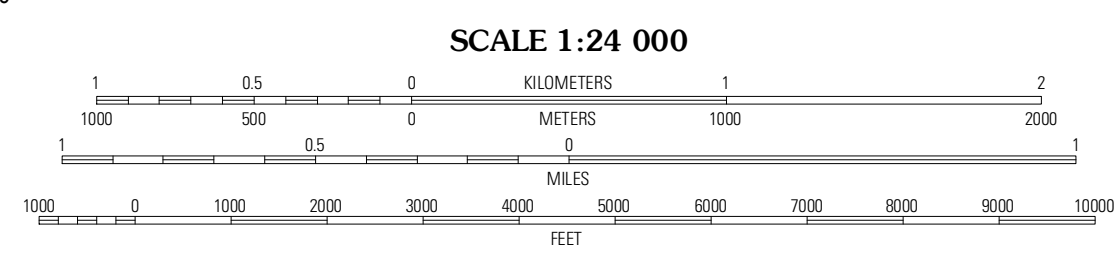 SCALE 1:24 000
1 0.5 0 KILOMETERS 1 2
1000 500 0 METERS 1000 2000
1 0.5 0 1
MILES
1000 0 1000 2000 3000 4000 5000 6000 7000 8000 9000 10000
FEET